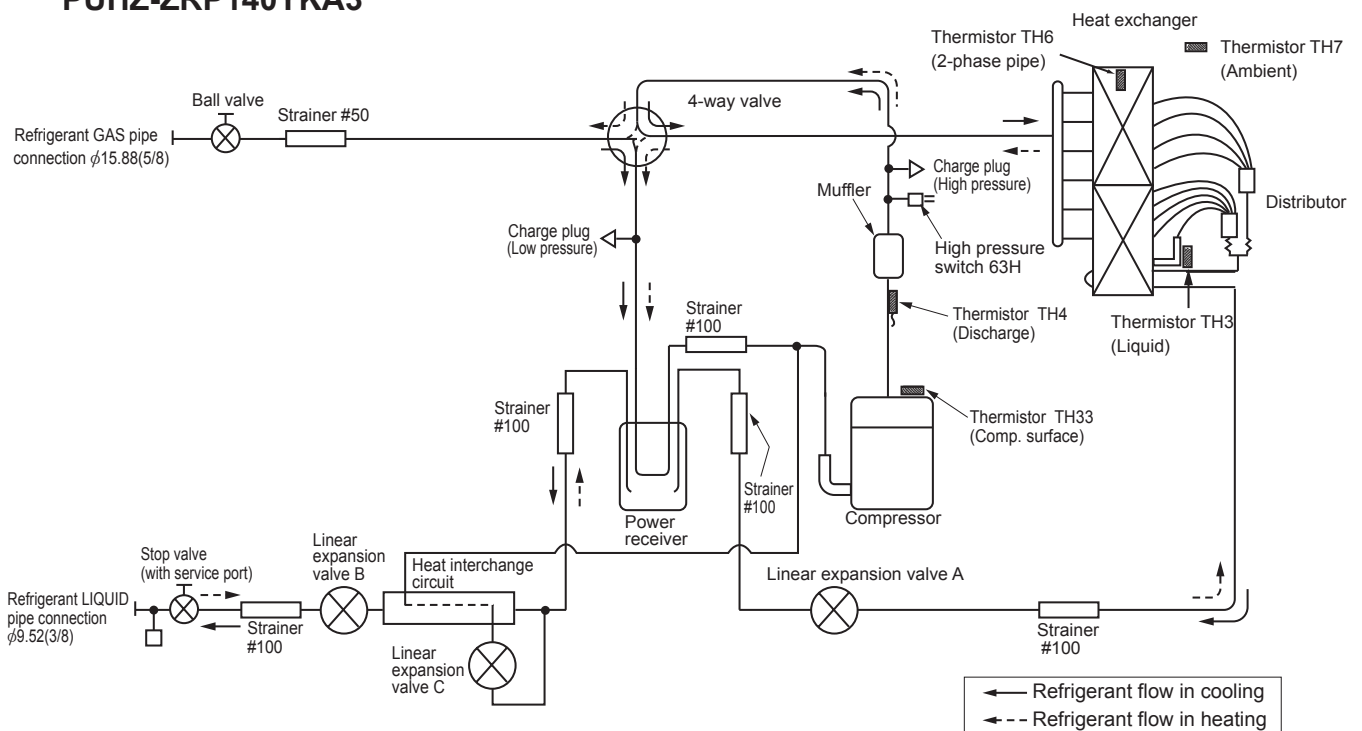 PUHZ-ZRP140YKA3
Heat exchanger
Thermistor TH6
(2-phase pipe)
Thermistor TH7
(Ambient)
Ball valve
Strainer #50
4-way valve
Refrigerant GAS pipe
connection ϕ15.88(5/8)
Charge plug
(High pressure)
Muffler
Distributor
Charge plug
(Low pressure)
High pressure
switch 63H
Strainer
#100
Thermistor TH4
(Discharge)
Thermistor TH3
(Liquid)
Strainer
#100
Thermistor TH33
(Comp. surface)
Strainer
#100
Power
receiver
Compressor
Stop valve
(with service port)
Linear
expansion
valve B
Heat interchange
circuit
Linear expansion valve A
Refrigerant LIQUID
pipe connection
ϕ9.52(3/8)
Strainer
#100
Strainer
#100
Linear
expansion
valve C
Refrigerant flow in cooling
Refrigerant flow in heating